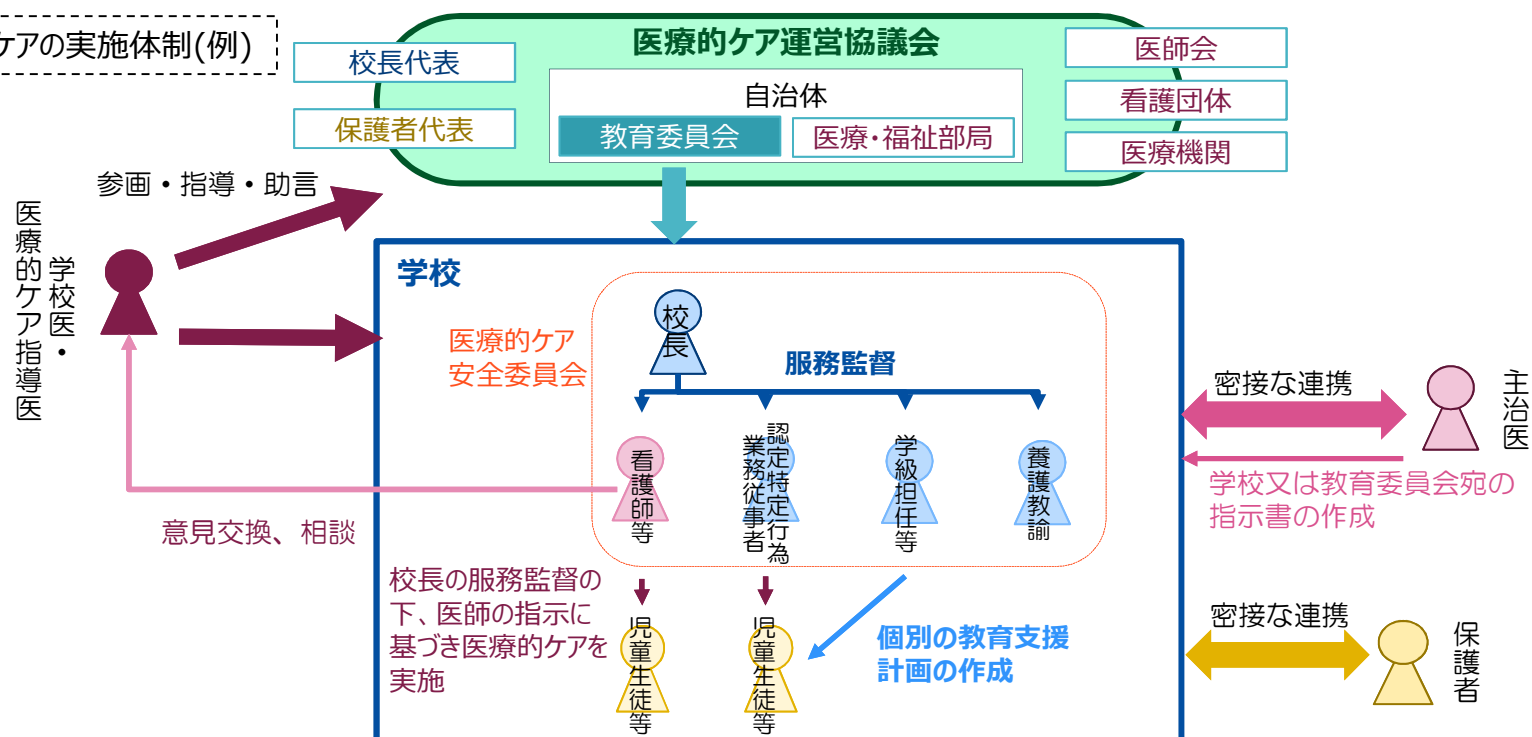 ケアの実施体制(例)
医療的ケア運営協議会
校長代表
保護者代表
自治体
教育委員会
医療・福祉部局
医師会
看護団体
医療機関
参画・指導・助言
学校医・
医療的ケア指導医
学校
医療的ケア
安全委員会
校長
服務監督
看護師等
認定特定行為
業務従事者
学級担任等
養護教諭
意見交換、相談
校長の服務監督の
下、医師の指示に
基づき医療的ケアを
実施
児童生徒等
児童生徒等
個別の教育支援
計画の作成
密接な連携
主治医
学校又は教育委員会宛の
指示書の作成
密接な連携
保護者